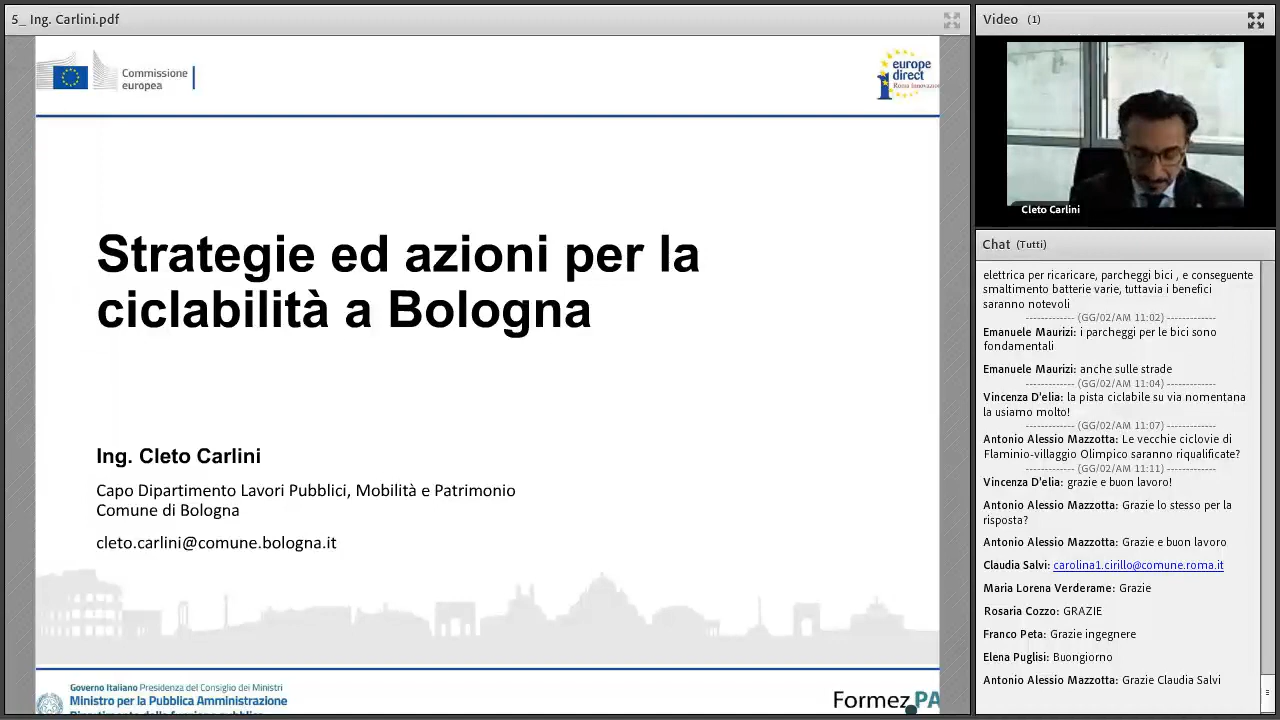 5_ Ing. Carlini.pdf
Commissione
europea
europe
direct
Strategie ed azioni per la
ciclabilità a Bologna
Ing. Cleto Carlini
Capo Dipartimento Lavori Pubblici, Mobilità e Patrimonio
Comune di Bologna
cleto.carlini@comune.bologna.it
Governo Italiano Presidenza del Consiglio dei Ministri
Ministro per la Pubblica Amministrazione
Dipartimento della funzione pubblica
Formez PA
Video (1)
Cleto Carlini
Chat (Tutti)
elettrica per ricaricare, parcheggi bici , e conseguente
smaltimento batterie varie, tuttavia i benefici
saranno notevoli
------------- (GG/02/AM 11:02) -------------
Emanuele Maurizi: i parcheggi per le bici sono
fondamentali
Emanuele Maurizi: anche sulle strade
------------- (GG/02/AM 11:04) -------------
Vincenza D'elia: la pista ciclabile su via nomentana
la usiamo molto!
------------- (GG/02/AM 11:07) -------------
Antonio Alessio Mazzotta: Le vecchie ciclovie di
Flaminio-villaggio Olimpico saranno riqualificate?
------------- (GG/02/AM 11:11) -------------
Vincenza D'elia: grazie e buon lavoro!
Antonio Alessio Mazzotta: Grazie lo stesso per la
risposta?
Antonio Alessio Mazzotta: Grazie e buon lavoro
Claudia Salvi: carolina1.cirillo@comune.roma.it
Maria Lorena Verderame: Grazie
Rosaria Cozzo: GRAZIE
Franco Peta: Grazie ingegnere
Elena Puglisi: Buongiorno
Antonio Alessio Mazzotta: Grazie Claudia Salvi